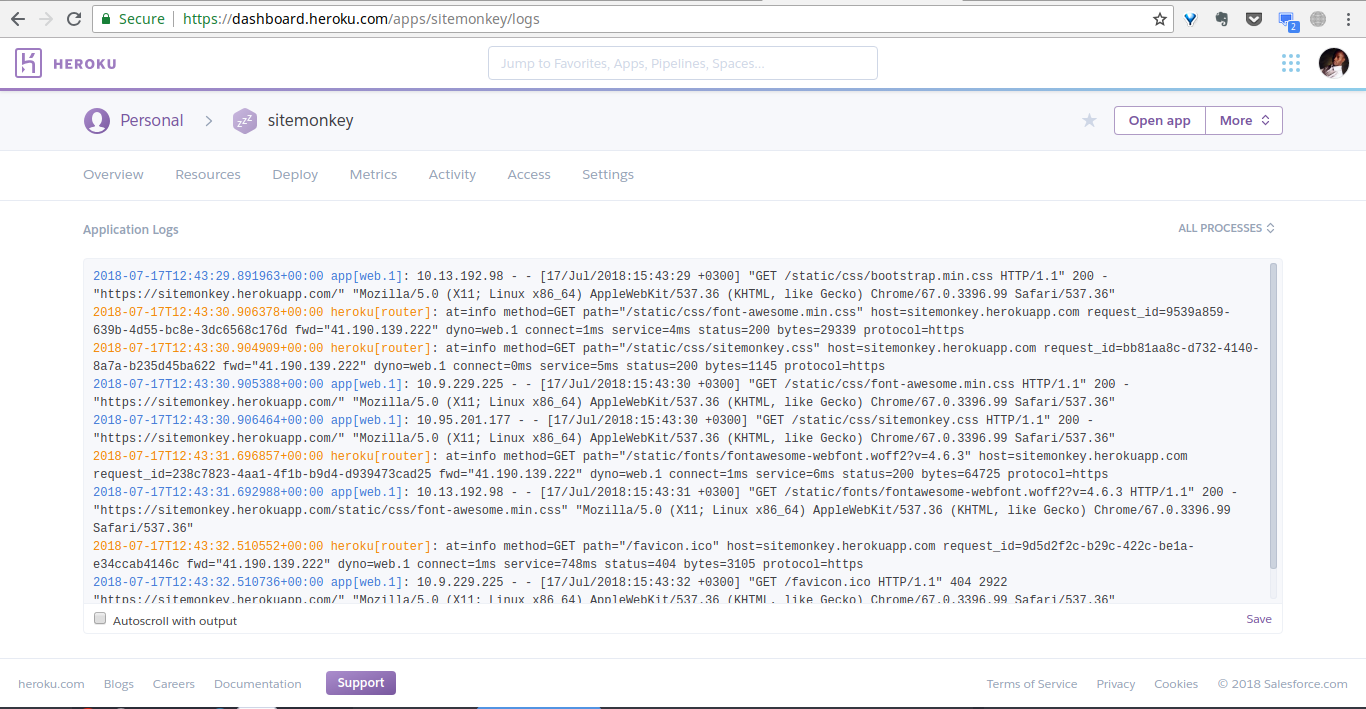 Secure https://dashboard.heroku.com/apps/sitemonkey/logs
2
HEROKU Jump to Favorites, Apps, Pipelines, Spaces...
Personal > zzZ sitemonkey Open app More
Overview Resources Deploy Metrics Activity Access Settings
Application Logs ALL PROCESSES
2018-07-17T12:43:29.891963+00:00 app[web.1]: 10.13.192.98 - - [17/Jul/2018:15:43:29 +0300] "GET /static/css/bootstrap.min.css HTTP/1.1" 200 -
"https://sitemonkey.herokuapp.com/" "Mozilla/5.0 (X11; Linux x86_64) AppleWebKit/537.36 (KHTML, like Gecko) Chrome/67.0.3396.99 Safari/537.36"
2018-07-17T12:43:30.906378+00:00 heroku[router]: at=info method=GET path="/static/css/font-awesome.min.css" host=sitemonkey.herokuapp.com request_id=9539a859-
639b-4d55-bc8e-3dc6568c176d fwd="41.190.139.222" dyno=web.1 connect=1ms service=4ms status=200 bytes=29339 protocol=https
2018-07-17T12:43:30.904909+00:00 heroku[router]: at=info method=GET path="/static/css/sitemonkey.css" host=sitemonkey.herokuapp.com request_id=bb81aa8c-d732-4140-
8a7a-b235d45ba622 fwd="41.190.139.222" dyno=web.1 connect=0ms service=5ms status=200 bytes=1145 protocol=https
2018-07-17T12:43:30.905388+00:00 app[web.1]: 10.9.229.225 - - [17/Jul/2018:15:43:30 +0300] "GET /static/css/font-awesome.min.css HTTP/1.1" 200 -
"https://sitemonkey.herokuapp.com/" "Mozilla/5.0 (X11; Linux x86_64) AppleWebKit/537.36 (KHTML, like Gecko) Chrome/67.0.3396.99 Safari/537.36"
2018-07-17T12:43:30.906464+00:00 app[web.1]: 10.95.201.177 - - [17/Jul/2018:15:43:30 +0300] "GET /static/css/sitemonkey.css HTTP/1.1" 200 -
"https://sitemonkey.herokuapp.com/" "Mozilla/5.0 (X11; Linux x86_64) AppleWebKit/537.36 (KHTML, like Gecko) Chrome/67.0.3396.99 Safari/537.36"
2018-07-17T12:43:31.696857+00:00 heroku[router]: at=info method=GET path="/static/fonts/fontawesome-webfont.woff2?v=4.6.3" host=sitemonkey.herokuapp.com
request_id=238c7823-4aa1-4f1b-b9d4-d939473cad25 fwd="41.190.139.222" dyno=web.1 connect=1ms service=6ms status=200 bytes=64725 protocol=https
2018-07-17T12:43:31.692988+00:00 app[web.1]: 10.13.192.98 - - [17/Jul/2018:15:43:31 +0300] "GET /static/fonts/fontawesome-webfont.woff2?v=4.6.3 HTTP/1.1" 200 -
"https://sitemonkey.herokuapp.com/static/css/font-awesome.min.css" "Mozilla/5.0 (X11; Linux x86_64) AppleWebKit/537.36 (KHTML, like Gecko) Chrome/67.0.3396.99
Safari/537.36"
2018-07-17T12:43:32.510552+00:00 heroku[router]: at=info method=GET path="/favicon.ico" host=sitemonkey.herokuapp.com request_id=9d5d2f2c-b29c-422c-be1a-
e34ccab4146c fwd="41.190.139.222" dyno=web.1 connect=1ms service=748ms status=404 bytes=3105 protocol=https
2018-07-17T12:43:32.510736+00:00 app[web.1]: 10.9.229.225 - - [17/Jul/2018:15:43:32 +0300] "GET /favicon.ico HTTP/1.1" 404 2922
"https://sitemonkey.herokuapp.com/" "Mozilla/5.0 (X11; Linux x86_64) AppleWebKit/537.36 (KHTML, like Gecko) Chrome/67.0.3396.99 Safari/537.36"
Autoscroll with output Save
heroku.com Blogs Careers Documentation Support Terms of Service Privacy Cookies © 2018 Salesforce.com